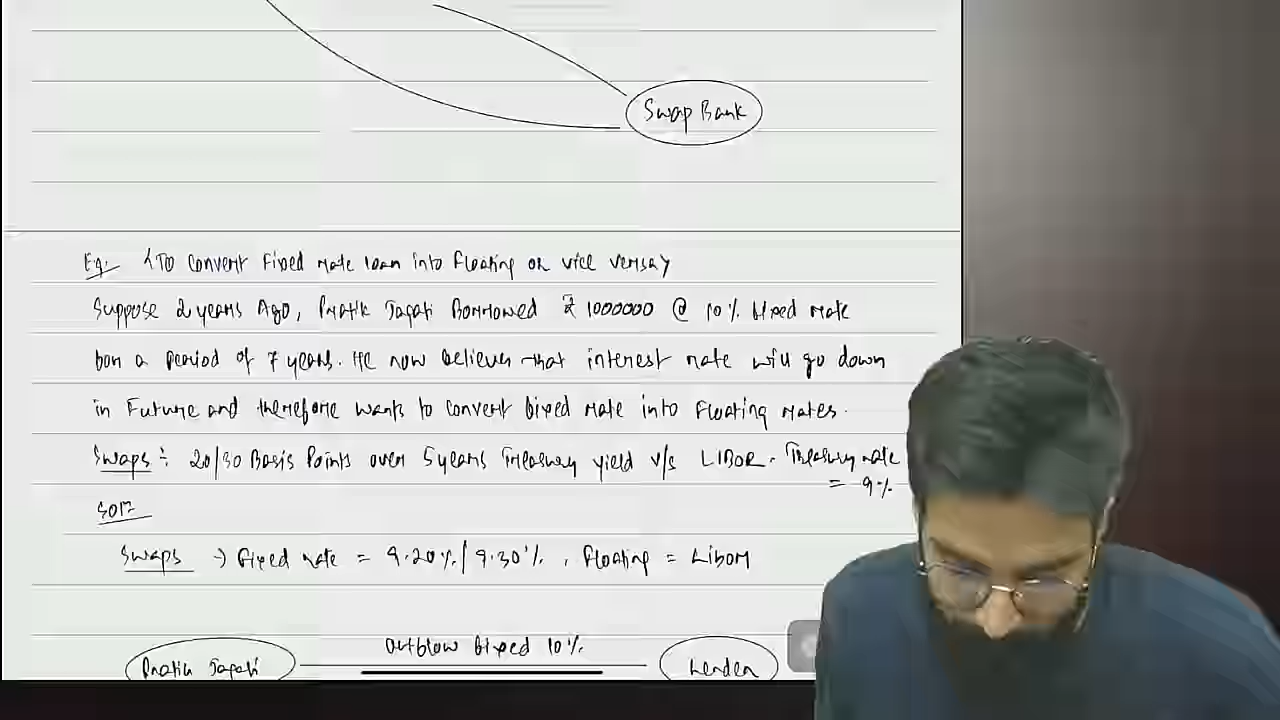 Swap Bank
Eg:- <To Convert Fixed rate loan into Floating or vice versa>
Suppose 2 years Ago, Pratik Jagati Borrowed ₹ 1000000 @ 10% fixed rate
for a period of 7 years. He now believes that interest rate will go down
in Future and therefore wants to convert fixed rate into Floating rates.
Swaps :- 20/30 Basis Points over 5 years Treasury yield v/s LIBOR. Treasury rate
= 9%
Sol?
Swaps → Fixed rate = 9.20% / 9.30%, Floating = Libor
Outflow fixed 10%
Pratik Jagati Lender